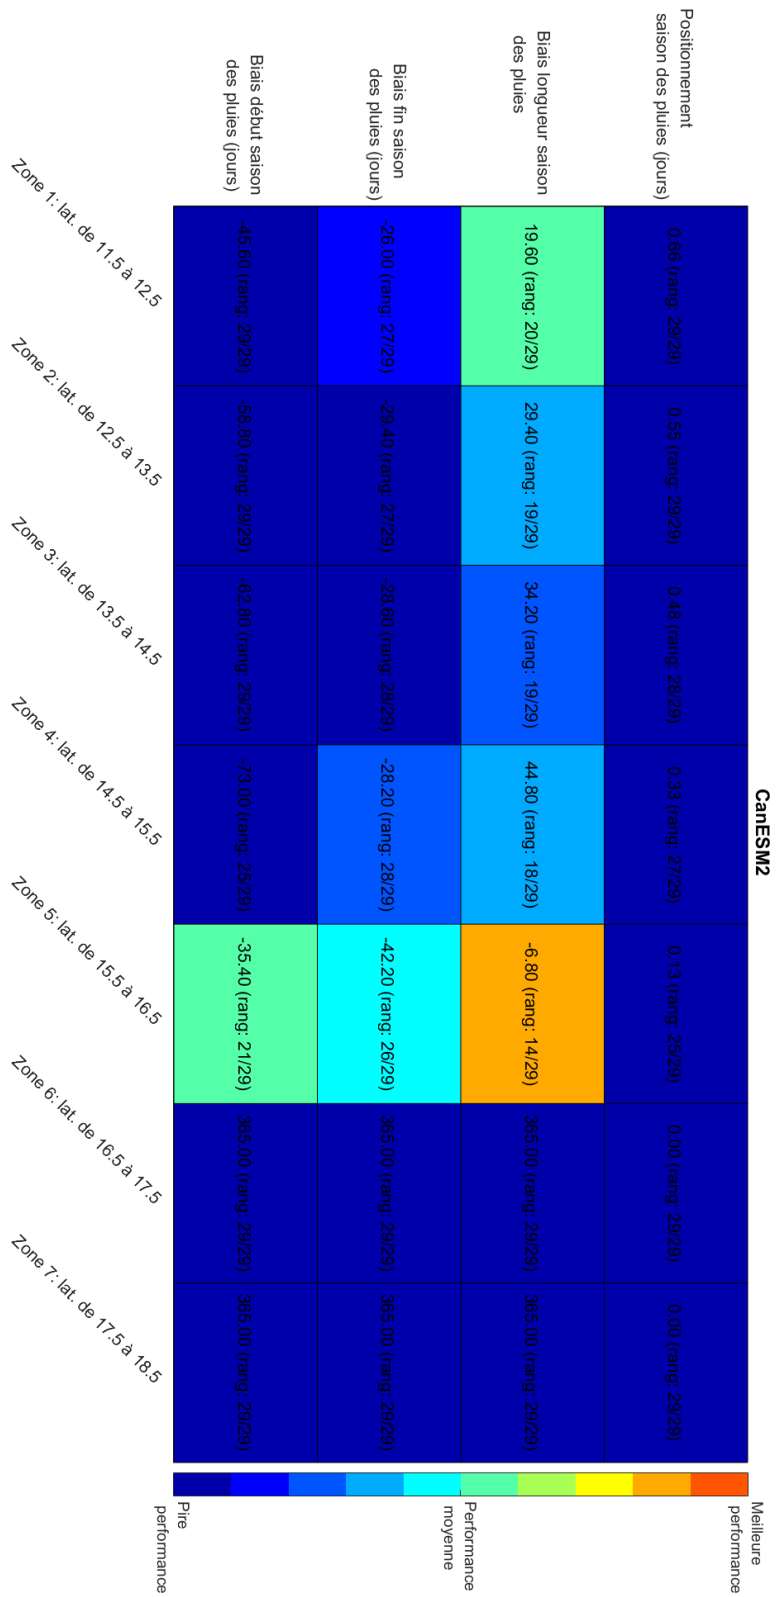 CanESM2
Positionnement
saison des pluies (jours)
0.66 (rang: 29/29)
0.55 (rang: 29/29)
0.48 (rang: 28/29)
0.33 (rang: 27/29)
0.13 (rang: 25/29)
0.00 (rang: 29/29)
0.00 (rang: 29/29)
Biais longueur saison
des pluies
19.60 (rang: 20/29)
29.40 (rang: 19/29)
34.20 (rang: 19/29)
44.80 (rang: 18/29)
-6.80 (rang: 14/29)
365.00 (rang: 29/29)
365.00 (rang: 29/29)
Biais fin saison
des pluies (jours)
-26.00 (rang: 27/29)
-29.40 (rang: 27/29)
-28.60 (rang: 28/29)
-28.20 (rang: 28/29)
-42.20 (rang: 26/29)
365.00 (rang: 29/29)
365.00 (rang: 29/29)
Biais début saison
des pluies (jours)
-45.60 (rang: 29/29)
-58.80 (rang: 29/29)
-62.80 (rang: 29/29)
-73.00 (rang: 25/29)
-35.40 (rang: 21/29)
365.00 (rang: 29/29)
365.00 (rang: 29/29)
Zone 1: lat. de 11.5 à 12.5
Zone 2: lat. de 12.5 à 13.5
Zone 3: lat. de 13.5 à 14.5
Zone 4: lat. de 14.5 à 15.5
Zone 5: lat. de 15.5 à 16.5
Zone 6: lat. de 16.5 à 17.5
Zone 7: lat. de 17.5 à 18.5
Meilleure
performance
Performance
moyenne
Pire
performance